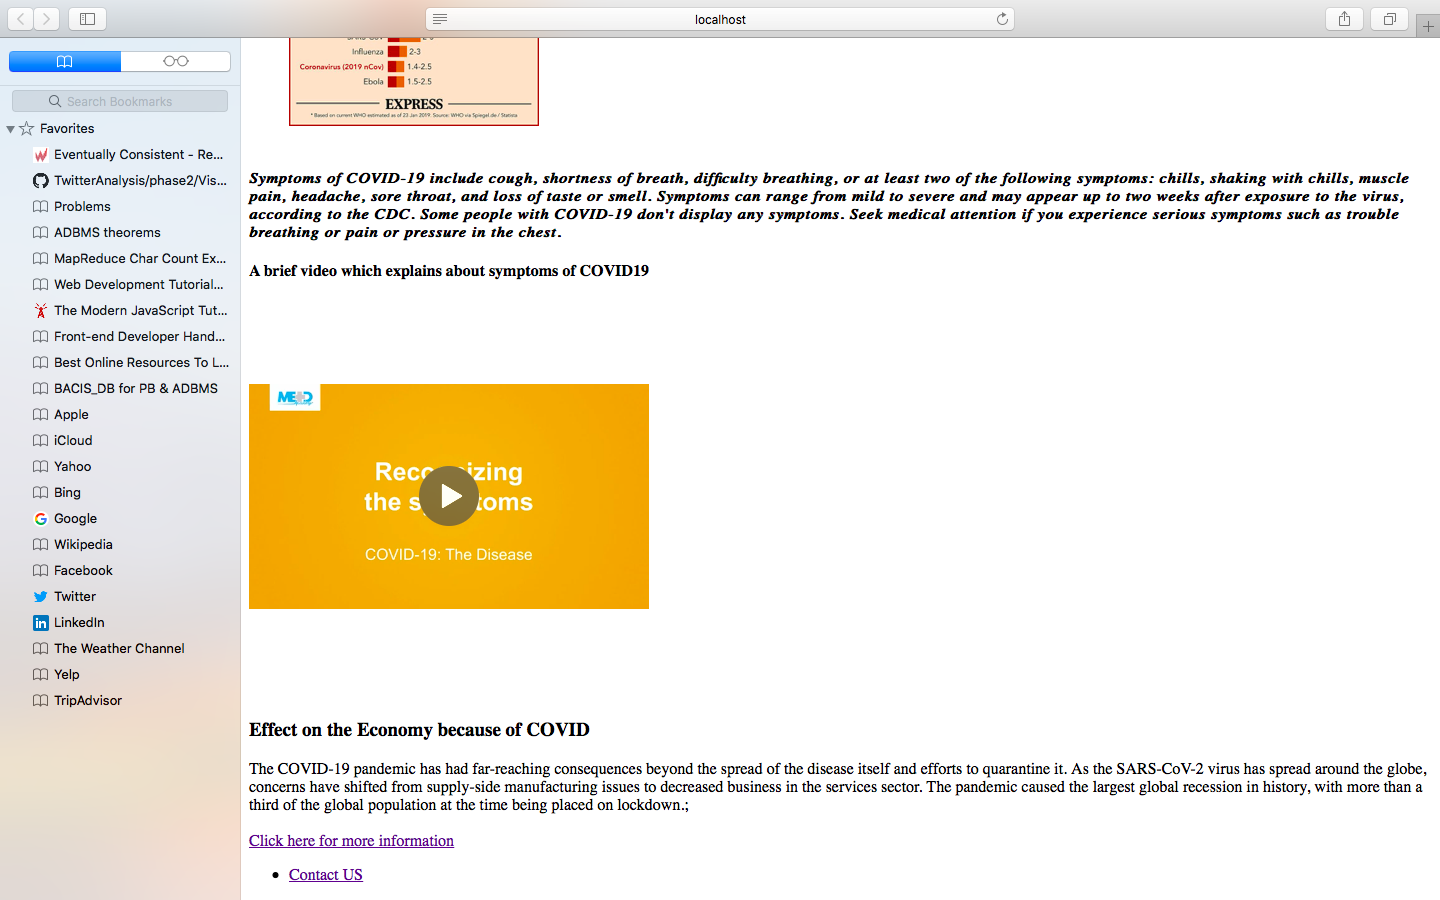 localhost
Search Bookmarks
Favorites
Eventually Consistent - Re...
TwitterAnalysis/phase2/Vis...
Problems
ADBMS theorems
MapReduce Char Count Ex...
Web Development Tutorial...
The Modern JavaScript Tut...
Front-end Developer Hand...
Best Online Resources To L...
BACIS_DB for PB & ADBMS
Apple
iCloud
Yahoo
Bing
Google
Wikipedia
Facebook
Twitter
LinkedIn
The Weather Channel
Yelp
TripAdvisor
Influenza 2-3
Coronavirus (2019 nCov) 1.4-2.5
Ebola 1.5-2.5
EXPRESS
* Based on current WHO estimated as of 23 Jan 2019. Source: WHO via Spiegel.de / Statista
Symptoms of COVID-19 include cough, shortness of breath, difficulty breathing, or at least two of the following symptoms: chills, shaking with chills, muscle
pain, headache, sore throat, and loss of taste or smell. Symptoms can range from mild to severe and may appear up to two weeks after exposure to the virus,
according to the CDC. Some people with COVID-19 don't display any symptoms. Seek medical attention if you experience serious symptoms such as trouble
breathing or pain or pressure in the chest.
A brief video which explains about symptoms of COVID19
the
COVID-19: The Disease
Effect on the Economy because of COVID
The COVID-19 pandemic has had far-reaching consequences beyond the spread of the disease itself and efforts to quarantine it. As the SARS-CoV-2 virus has spread around the globe,
concerns have shifted from supply-side manufacturing issues to decreased business in the services sector. The pandemic caused the largest global recession in history, with more than a
third of the global population at the time being placed on lockdown.;
Click here for more information
Contact US